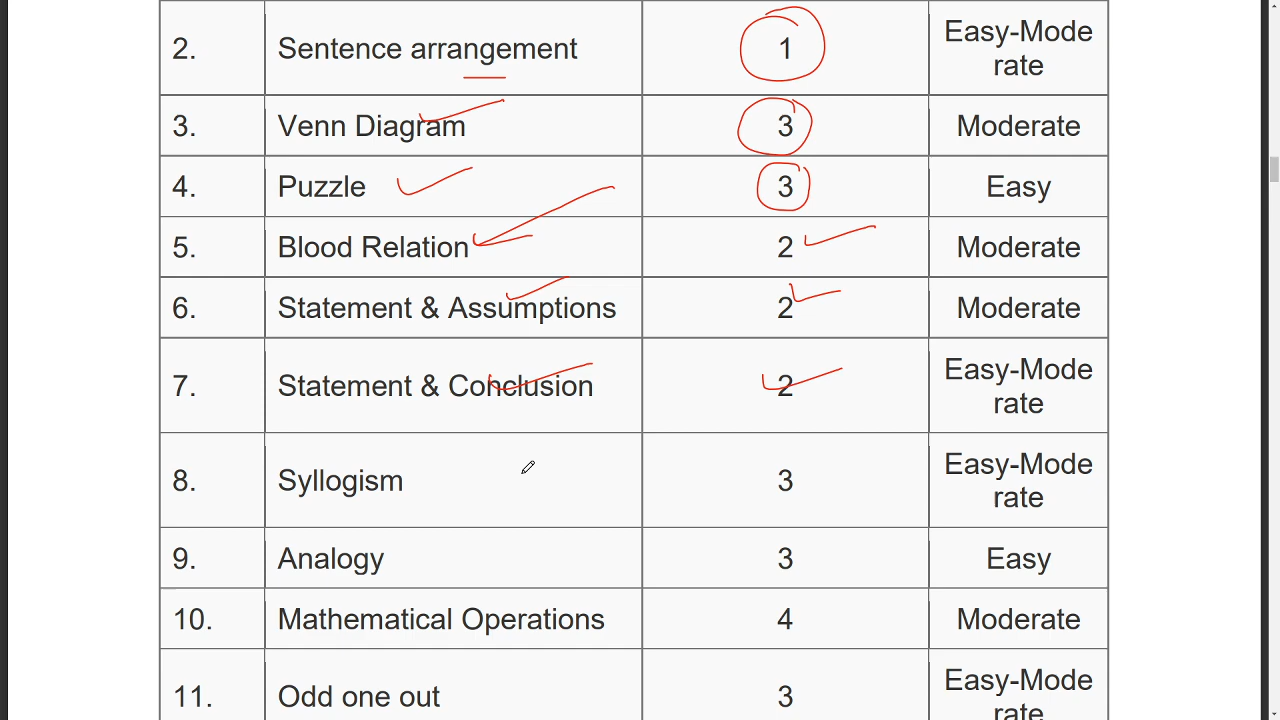 2. Sentence arrangement 1 Easy-Mode
rate
3. Venn Diagram 3 Moderate
4. Puzzle 3 Easy
5. Blood Relation 2 Moderate
6. Statement & Assumptions 2 Moderate
7. Statement & Conclusion 2 Easy-Mode
rate
8. Syllogism 3 Easy-Mode
rate
9. Analogy 3 Easy
10. Mathematical Operations 4 Moderate
11. Odd one out 3 Easy-Mode
rate